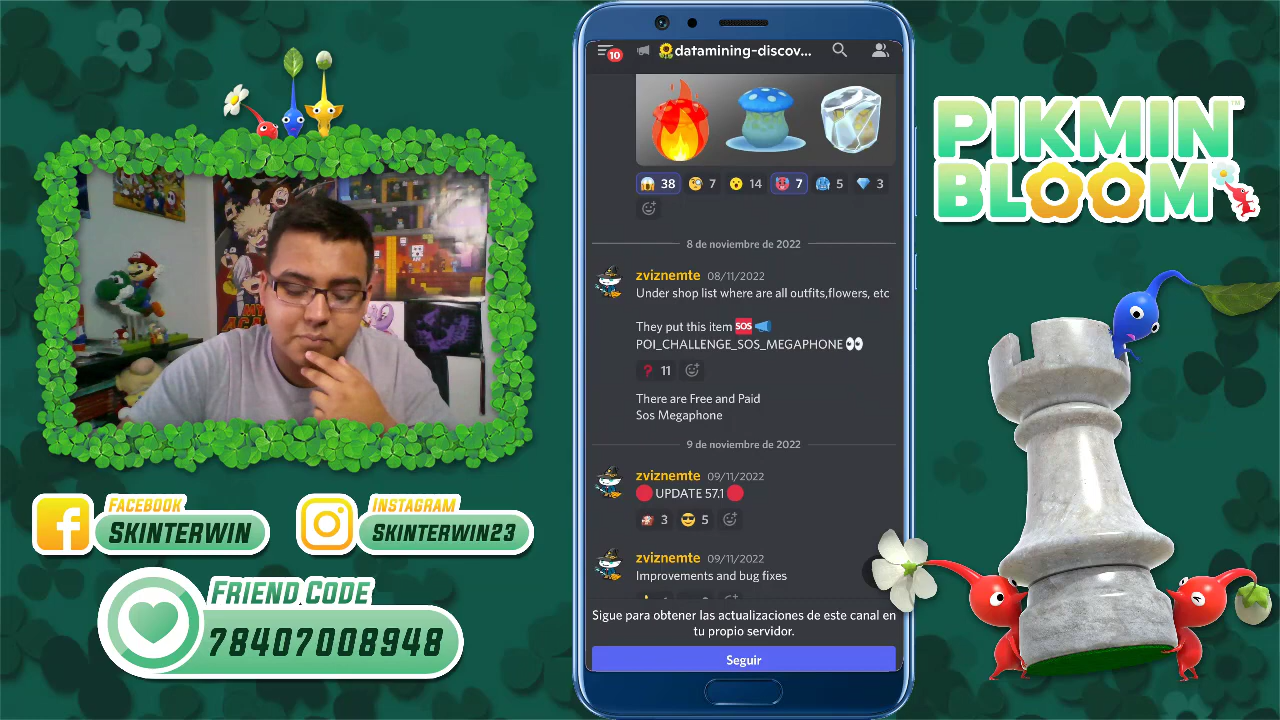 FACEBOOK
SKINTERWIN
INSTAGRAM
SKINTERWIN23
FRIEND CODE
78407008948
10
datamining-discov...
38
7
14
7
5
3
8 de noviembre de 2022
zviznemte 08/11/2022
Under shop list where are all outfits,flowers, etc
They put this item SOS
POI_CHALLENGE_SOS_MEGAPHONE
11
There are Free and Paid
Sos Megaphone
9 de noviembre de 2022
zviznemte 09/11/2022
UPDATE 57.1
3
5
zviznemte 09/11/2022
Improvements and bug fixes
Sigue para obtener las actualizaciones de este canal en
tu propio servidor.
Seguir
PIKMIN™
BLOOM